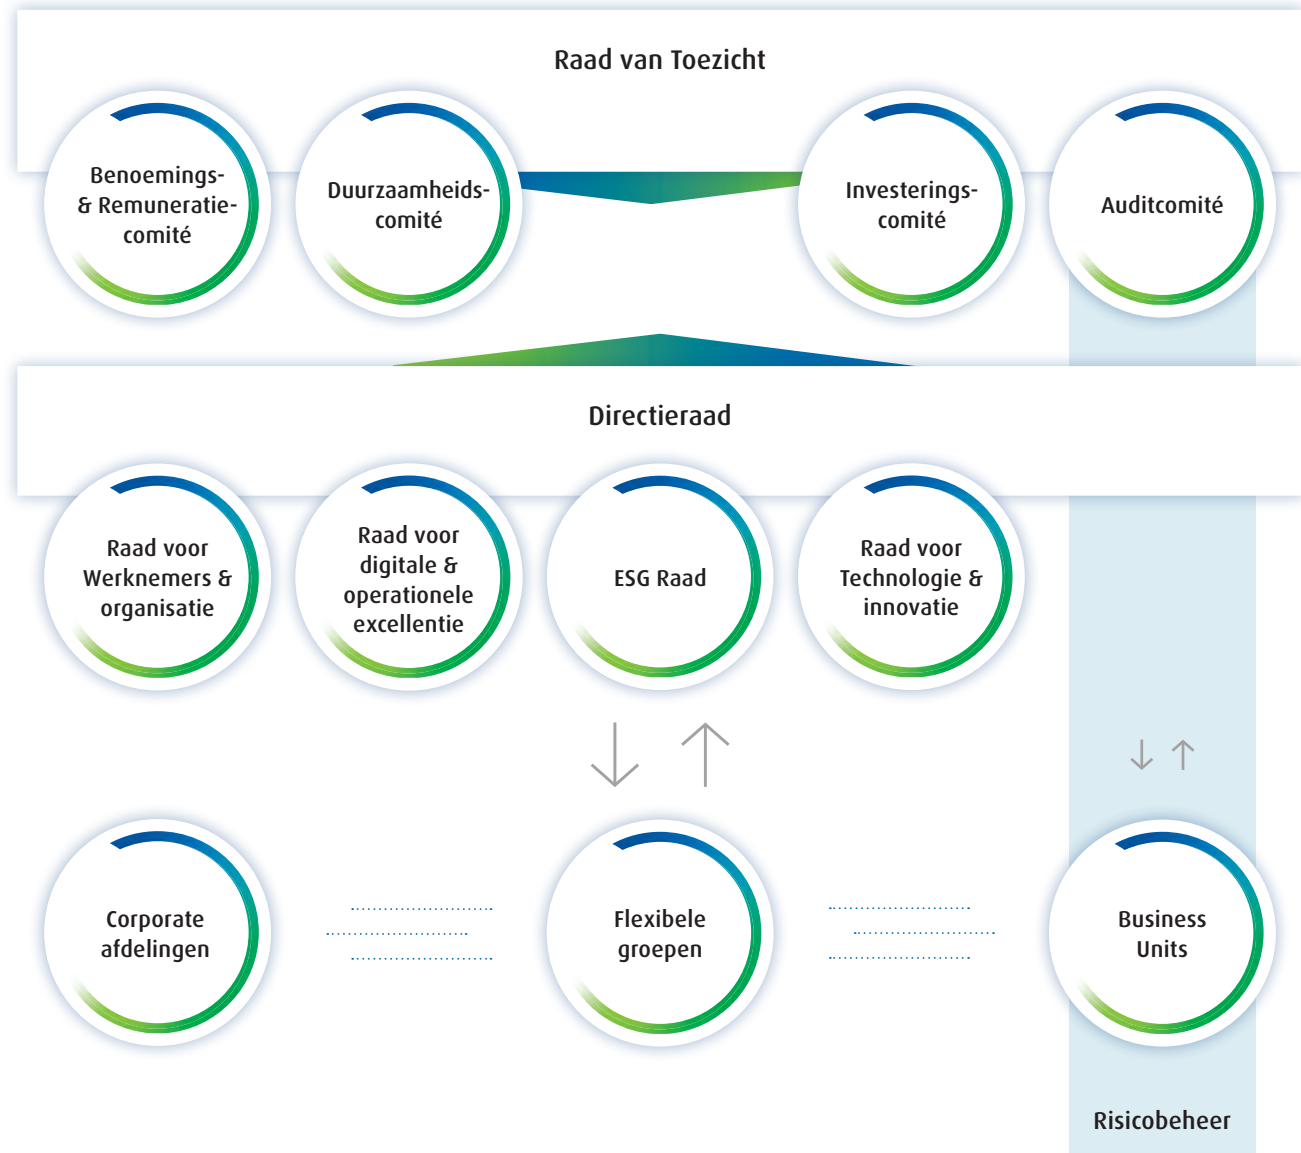 Raad van Toezicht
Benoemings-
& Remuneratie-
comité
Duurzaamheids-
comité
Investerings-
comité
Auditcomité
Directieraad
Raad voor
Werknemers &
organisatie
Raad voor
digitale &
operationele
excellentie
ESG Raad
Raad voor
Technologie &
innovatie
Corporate
afdelingen
Flexibele
groepen
Business
Units
Risicobeheer